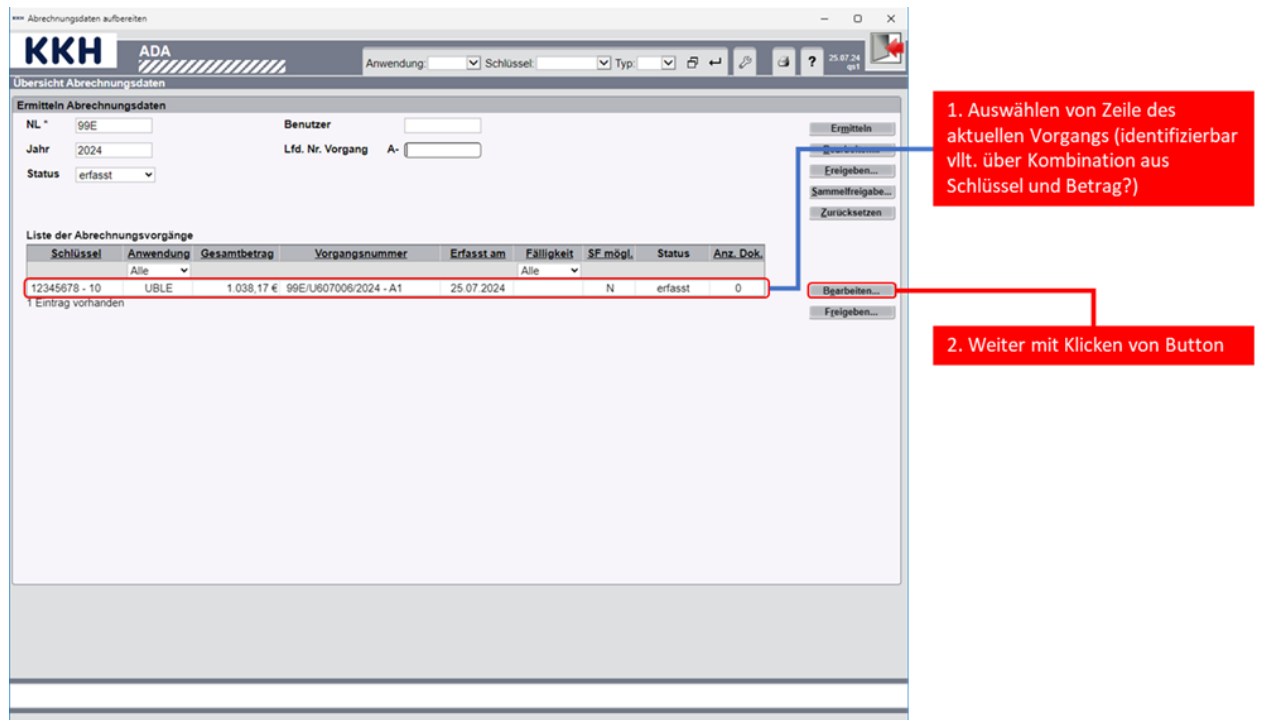 KKH Abrechnungsdaten aufbereiten
KKH ADA Anwendung: Schlüssel: Typ: ? 25.07.24
qs1
Übersicht Abrechnungsdaten
Ermitteln Abrechnungsdaten
NL * 99E Benutzer Ermitteln
Jahr 2024 Lfd. Nr. Vorgang A-
Status erfasst Freigeben...
Sammelfreigabe...
Zurücksetzen
Liste der Abrechnungsvorgänge
Schlüssel Anwendung Gesamtbetrag Vorgangsnummer Erfasst am Fälligkeit SF mögl. Status Anz. Dok.
Alle Alle
12345678 - 10 UBLE 1.038,17 € 99E/U607006/2024 - A1 25.07.2024 N erfasst 0 Bearbeiten...
1 Eintrag vorhanden
Freigeben...
1. Auswählen von Zeile des
aktuellen Vorgangs (identifizierbar
vllt. über Kombination aus
Schlüssel und Betrag?)
2. Weiter mit Klicken von Button